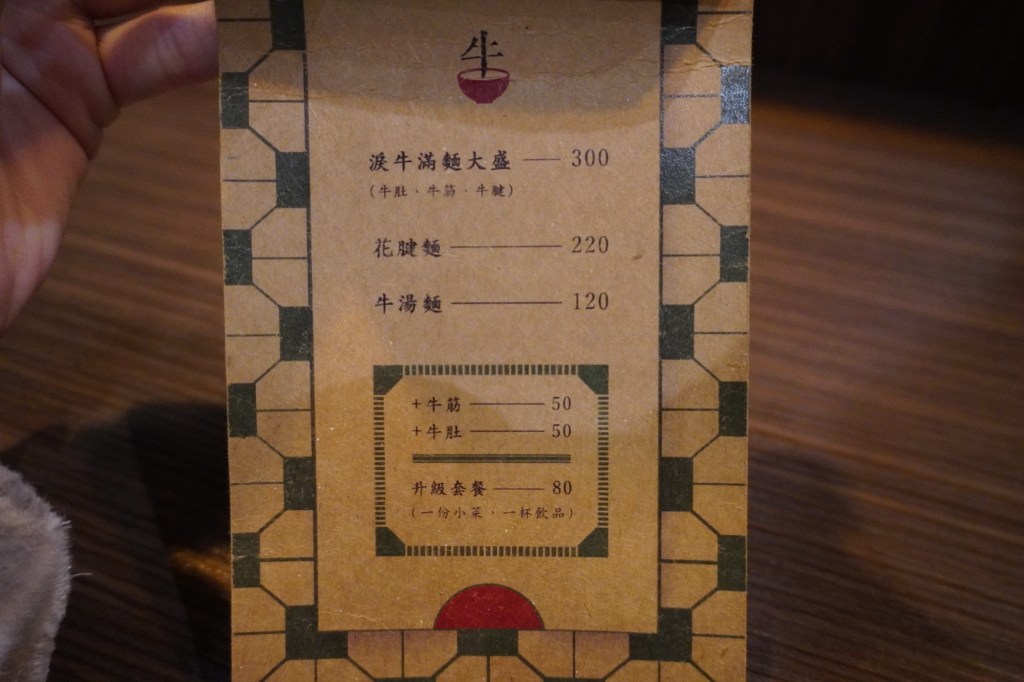 牛
淚牛滿麵大盛 —— 300
(牛肚、牛筋、牛腱)
花腱麵 —— 220
牛湯麵 —— 120
+牛筋 —— 50
+牛肚 —— 50
升級套餐 —— 80
(一份小菜，一杯飲品)